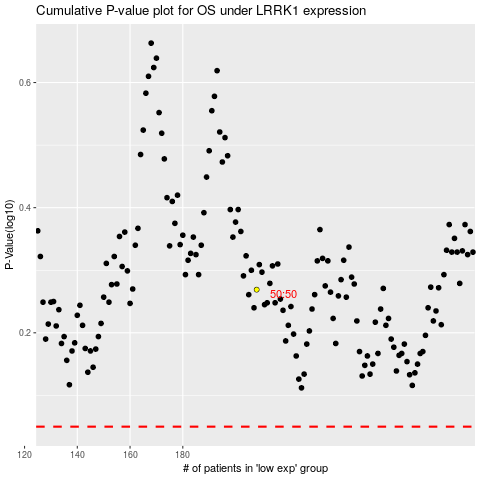 Cumulative P-value plot for OS under LRRK1 expression
P-Value(log10)
0.6
0.4
0.2
50:50
120 140 160 180
# of patients in 'low exp' group